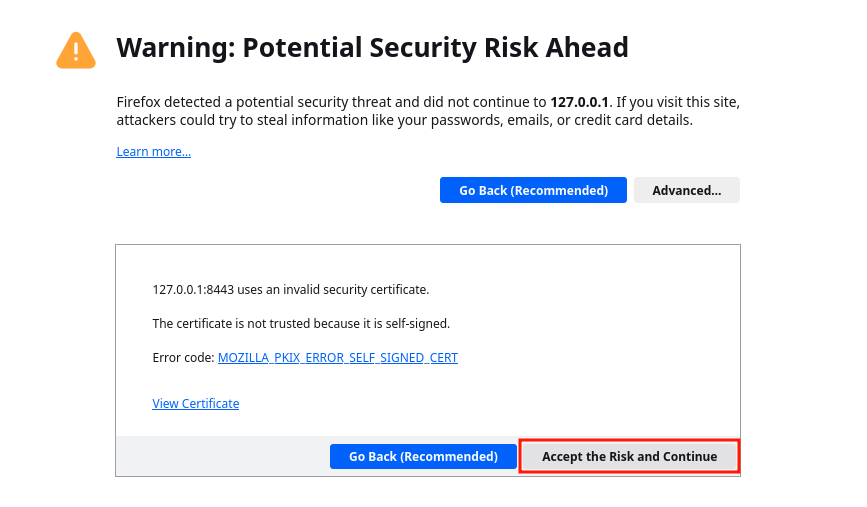 Warning: Potential Security Risk Ahead
Firefox detected a potential security threat and did not continue to 127.0.0.1. If you visit this site,
attackers could try to steal information like your passwords, emails, or credit card details.
Learn more...
Go Back (Recommended) Advanced...
127.0.0.1:8443 uses an invalid security certificate.
The certificate is not trusted because it is self-signed.
Error code: MOZILLA_PKIX_ERROR_SELF_SIGNED_CERT
View Certificate
Go Back (Recommended) Accept the Risk and Continue